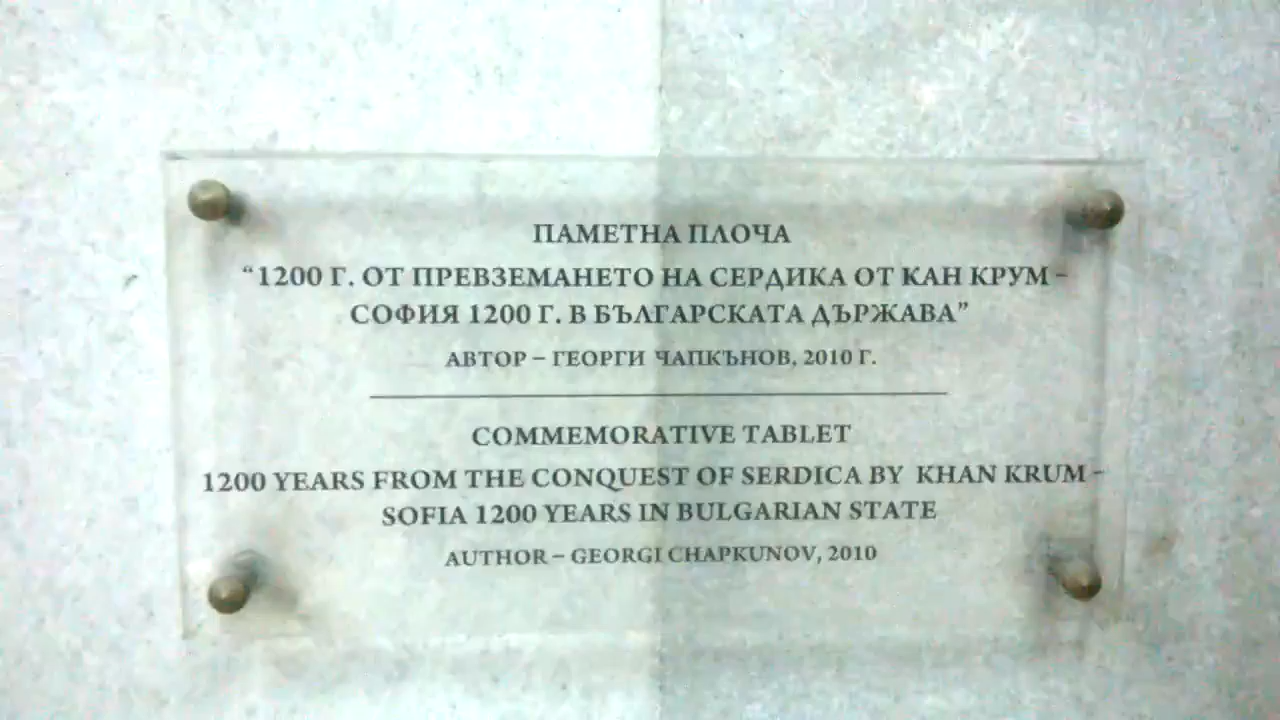 ПАМЕТНА ПЛОЧА
“1200 Г. ОТ ПРЕВЗЕМАНЕТО НА СЕРДИКА ОТ КАН КРУМ –
СОФИЯ 1200 Г. В БЪЛГАРСКАТА ДЪРЖАВА”
АВТОР – ГЕОРГИ ЧАПКЪНОВ, 2010 Г.
COMMEMORATIVE TABLET
1200 YEARS FROM THE CONQUEST OF SERDICA BY KHAN KRUM –
SOFIA 1200 YEARS IN BULGARIAN STATE
AUTHOR – GEORGI CHAPKUNOV, 2010